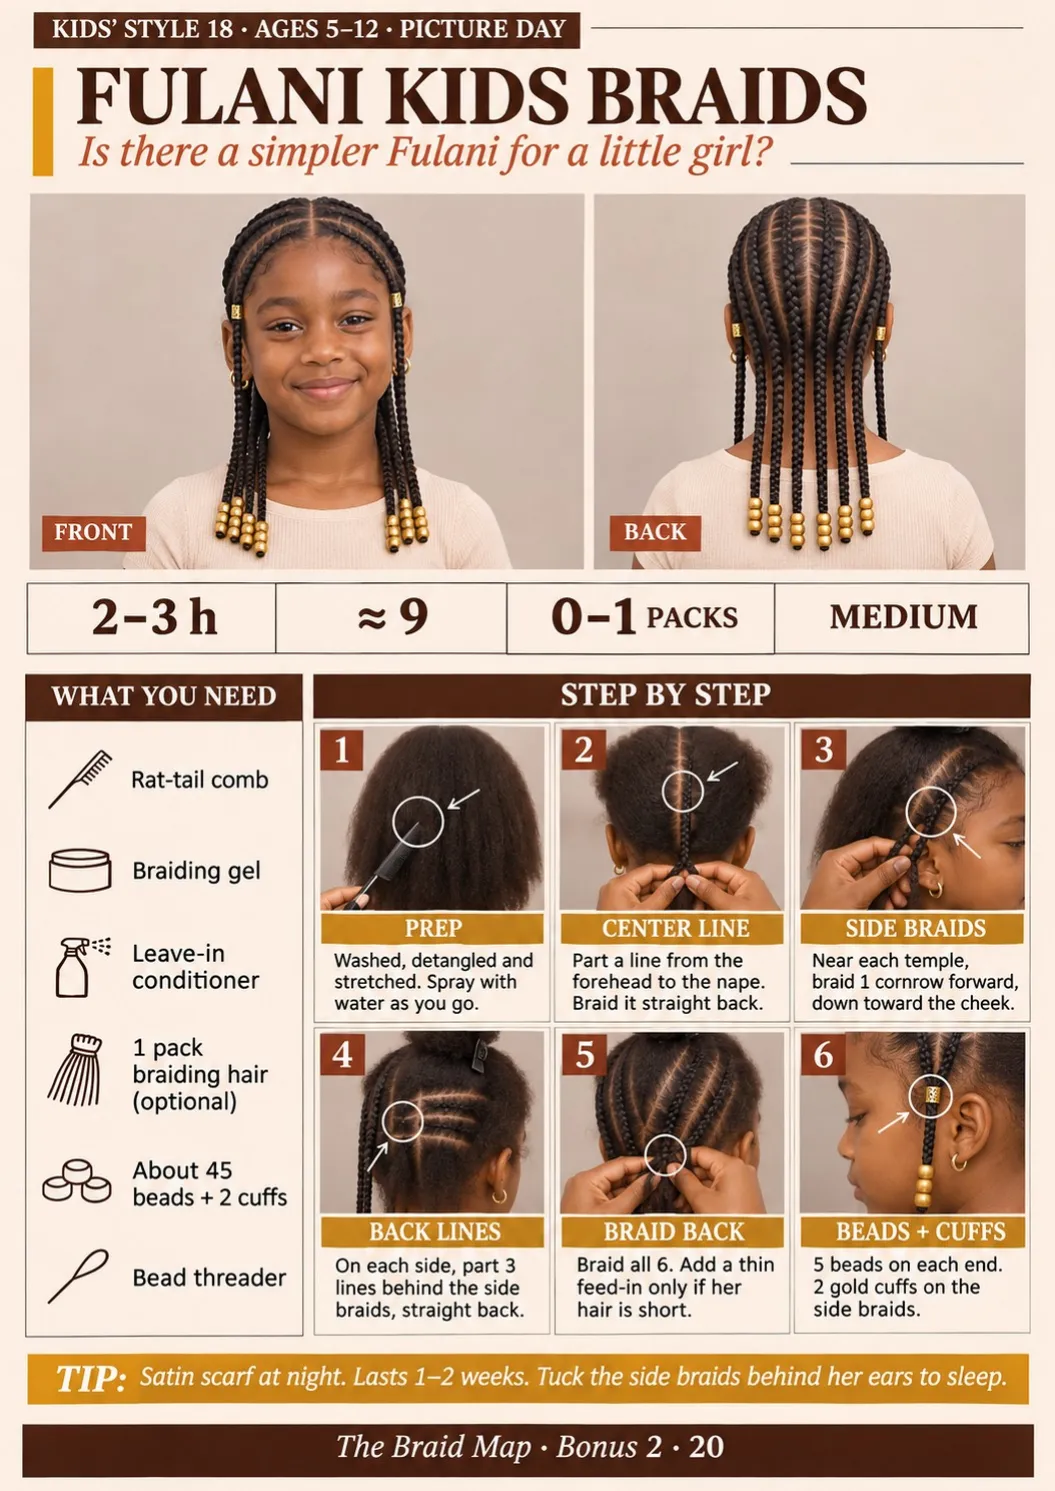 KIDS' STYLE 18 · AGES 5–12 · PICTURE DAY
FULANI KIDS BRAIDS
Is there a simpler Fulani for a little girl?
FRONT
BACK
2–3 h
≈ 9
0–1 PACKS
MEDIUM
WHAT YOU NEED
Rat-tail comb
Braiding gel
Leave-in
conditioner
1 pack
braiding hair
(optional)
About 45
beads + 2 cuffs
Bead threader
STEP BY STEP
1
PREP
Washed, detangled and
stretched. Spray with
water as you go.
2
CENTER LINE
Part a line from the
forehead to the nape.
Braid it straight back.
3
SIDE BRAIDS
Near each temple,
braid 1 cornrow forward,
down toward the cheek.
4
BACK LINES
On each side, part 3
lines behind the side
braids, straight back.
5
BRAID BACK
Braid all 6. Add a thin
feed-in only if her
hair is short.
6
BEADS + CUFFS
5 beads on each end.
2 gold cuffs on the
side braids.
TIP: Satin scarf at night. Lasts 1–2 weeks. Tuck the side braids behind her ears to sleep.
The Braid Map · Bonus 2 · 20